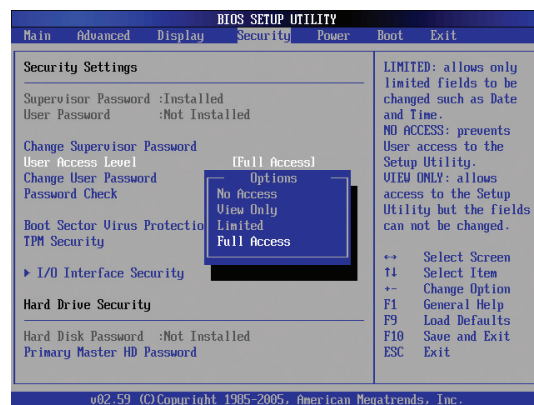 BIOS SETUP UTILITY
Main Advanced Display Security Power Boot Exit
Security Settings
Supervisor Password :Installed
User Password :Not Installed
Change Supervisor Password
User Access Level [Full Access]
Change User Password
Password Check
Boot Sector Virus Protectio
TPM Security
▶ I/O Interface Security
Hard Drive Security
Hard Disk Password :Not Installed
Primary Master HD Password
Options
No Access
View Only
Limited
Full Access
LIMITED: allows only
limited fields to be
changed such as Date
and Time.
NO ACCESS: prevents
User access to the
Setup Utility.
VIEW ONLY: allows
access to the Setup
Utility but the fields
can not be changed.
↔ Select Screen
↑↓ Select Item
+- Change Option
F1 General Help
F9 Load Defaults
F10 Save and Exit
ESC Exit
v02.59 (C)Copyright 1985-2005, American Megatrends, Inc.